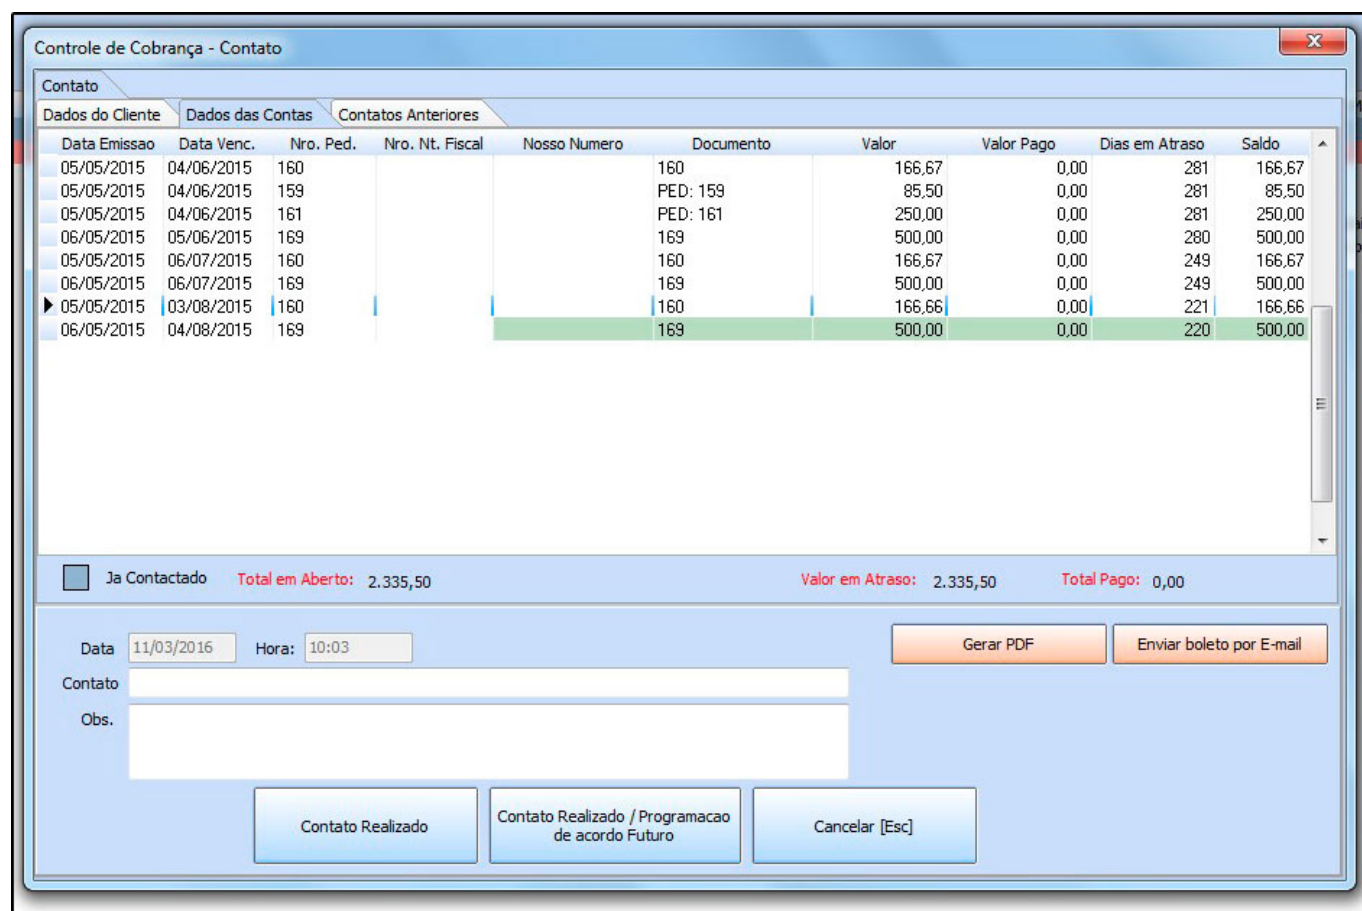 Controle de Cobrança - Contato
Contato
Dados do Cliente Dados das Contas Contatos Anteriores
Data Emissao Data Venc. Nro. Ped. Nro. Nt. Fiscal Nosso Numero Documento Valor Valor Pago Dias em Atraso Saldo
05/05/2015 04/06/2015 160 160 166,67 0,00 281 166,67
05/05/2015 04/06/2015 159 PED: 159 85,50 0,00 281 85,50
05/05/2015 04/06/2015 161 PED: 161 250,00 0,00 281 250,00
06/05/2015 05/06/2015 169 169 500,00 0,00 280 500,00
05/05/2015 06/07/2015 160 160 166,67 0,00 249 166,67
06/05/2015 06/07/2015 169 169 500,00 0,00 249 500,00
05/05/2015 03/08/2015 160 160 166,66 0,00 221 166,66
06/05/2015 04/08/2015 169 169 500,00 0,00 220 500,00
Ja Contactado Total em Aberto: 2.335,50 Valor em Atraso: 2.335,50 Total Pago: 0,00
Data 11/03/2016 Hora: 10:03 Gerar PDF Enviar boleto por E-mail
Contato
Obs.
Contato Realizado
Contato Realizado / Programacao
de acordo Futuro
Cancelar [Esc]